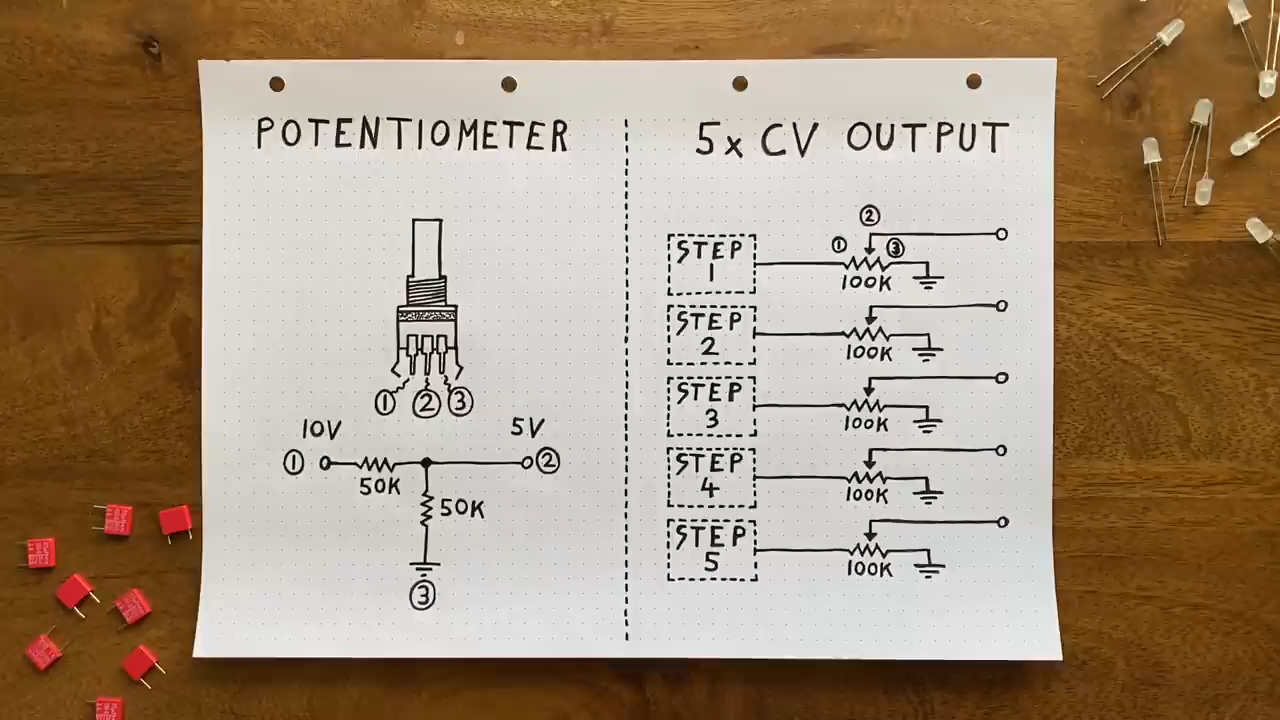 POTENTIOMETER
① ② ③
10V 5V
① ②
50K
50K
③
5x CV OUTPUT
②
① ③
STEP
1
100K
STEP
2
100K
STEP
3
100K
STEP
4
100K
STEP
5
100K